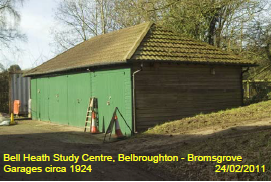 Bell Heath Study Centre, Belbroughton - Bromsgrove
Garages circa 1924 24/02/2011